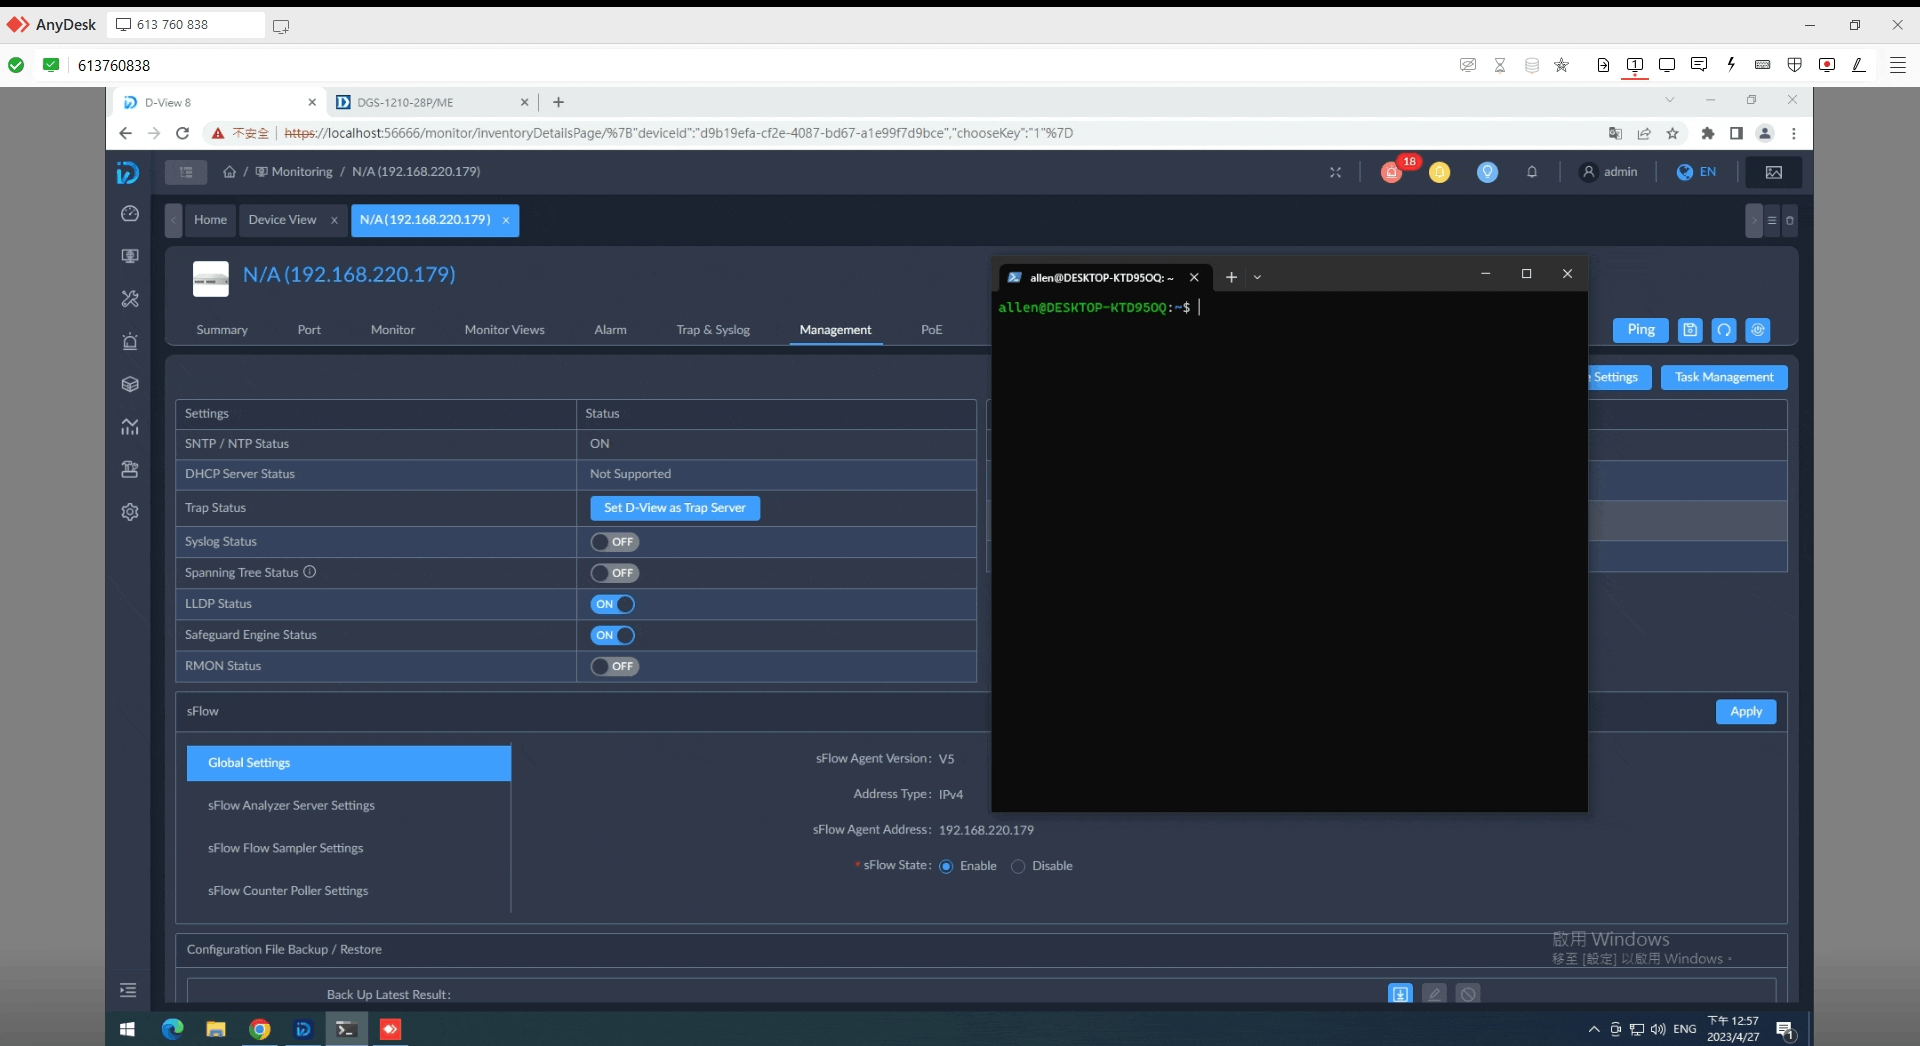 AnyDesk 613 760 838
613760838
D-View 8 DGS-1210-28P/ME
不安全 https://localhost:56666/monitor/inventoryDetailsPage/%7B"deviceId":"d9b19efa-cf2e-4087-bd67-a1e99f7d9bce","chooseKey":"1"%7D
/ Monitoring / N/A (192.168.220.179) 18 admin EN
Home Device View N/A (192.168.220.179)
N/A (192.168.220.179)
Summary Port Monitor Monitor Views Alarm Trap & Syslog Management PoE Ping
allen@DESKTOP-KTD95OQ: ~
allen@DESKTOP-KTD95OQ:~$
Settings Task Management
Settings Status
SNTP / NTP Status ON
DHCP Server Status Not Supported
Trap Status Set D-View as Trap Server
Syslog Status OFF
Spanning Tree Status OFF
LLDP Status ON
Safeguard Engine Status ON
RMON Status OFF
sFlow Apply
Global Settings
sFlow Analyzer Server Settings
sFlow Flow Sampler Settings
sFlow Counter Poller Settings
sFlow Agent Version: V5
Address Type: IPv4
sFlow Agent Address: 192.168.220.179
* sFlow State: Enable Disable
Configuration File Backup / Restore
Back Up Latest Result:
啟用 Windows
移至 [設定] 以啟用 Windows。
ENG 下午 12:57
2023/4/27
1